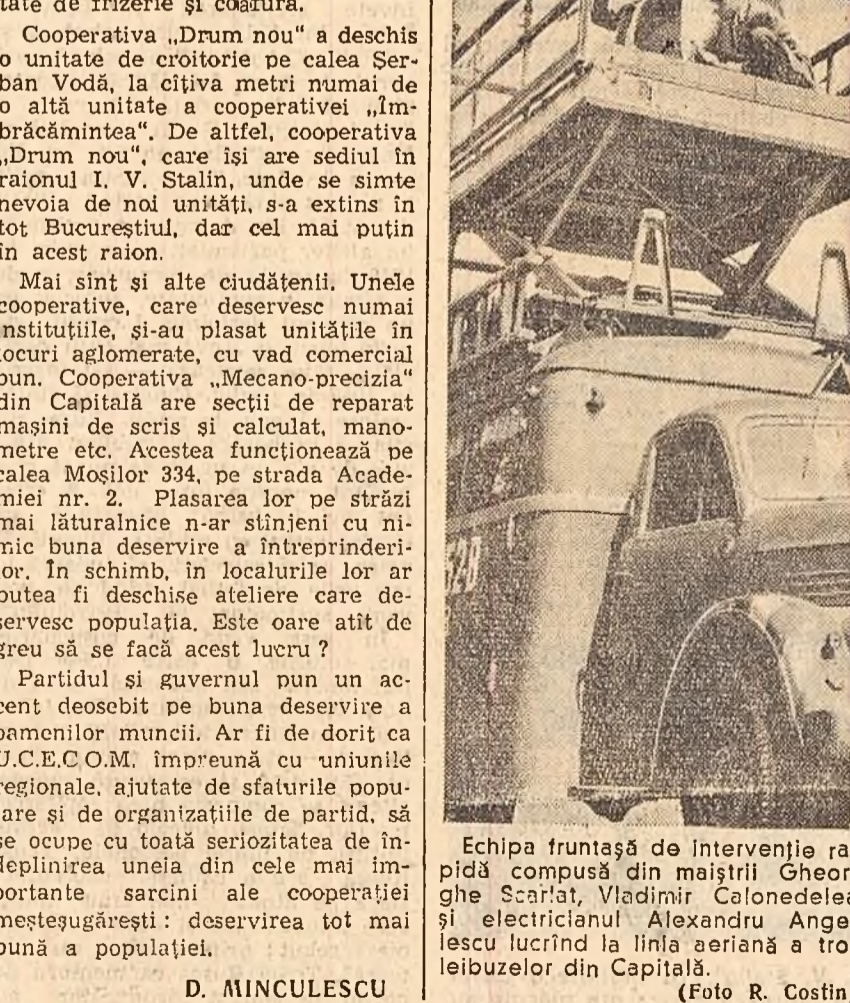 tate de frizerie și coafură.
Cooperativa „Drum nou“ a deschis
o unitate de croitorie pe calea Șer-
ban Vodă, la cîțiva metri numai de
o altă unitate a cooperativei „Îm-
brăcămintea“. De altfel, cooperativa
„Drum nou“, care își are sediul în
raionul I. V. Stalin, unde se simte
nevoia de noi unități, s-a extins în
tot Bucureștiul, dar cel mai puțin
în acest raion.
Mai sînt și alte ciudățenii. Unele
cooperative, care deservesc numai
instituțiile, și-au plasat unitățile în
locuri aglomerate, cu vad comercial
bun. Cooperativa „Mecano-precizia“
din Capitală are secții de reparat
mașini de scris și calculat, mano-
metre etc. Acestea funcționează pe
calea Moșilor 334, pe strada Acade-
miei nr. 2. Plasarea lor pe străzi
mai lăturalnice n-ar stînjeni cu ni-
mic buna deservire a întreprinderi-
lor. În schimb, în localurile lor ar
putea fi deschise ateliere care de-
servesc populația. Este oare atît de
greu să se facă acest lucru ?
Partidul și guvernul pun un ac-
cent deosebit pe buna deservire a
oamenilor muncii. Ar fi de dorit ca
U.C.E.C.O.M. împreună cu uniunile
regionale, ajutate de sfaturile popu-
lare și de organizațiile de partid, să
se ocupe cu toată seriozitatea de în-
deplinirea uneia din cele mai im-
portante sarcini ale cooperației
meșteșugărești : deservirea tot mai
bună a populației.
D. MINCULESCU
Echipa fruntașă de intervenție ra
pidă compusă din maiștrii Gheor
ghe Scarlat, Vladimir Calonedelea
și electricianul Alexandru Ange
lescu lucrînd la linia aeriană a tro
leibuzelor din Capitală.
(Foto R. Costin